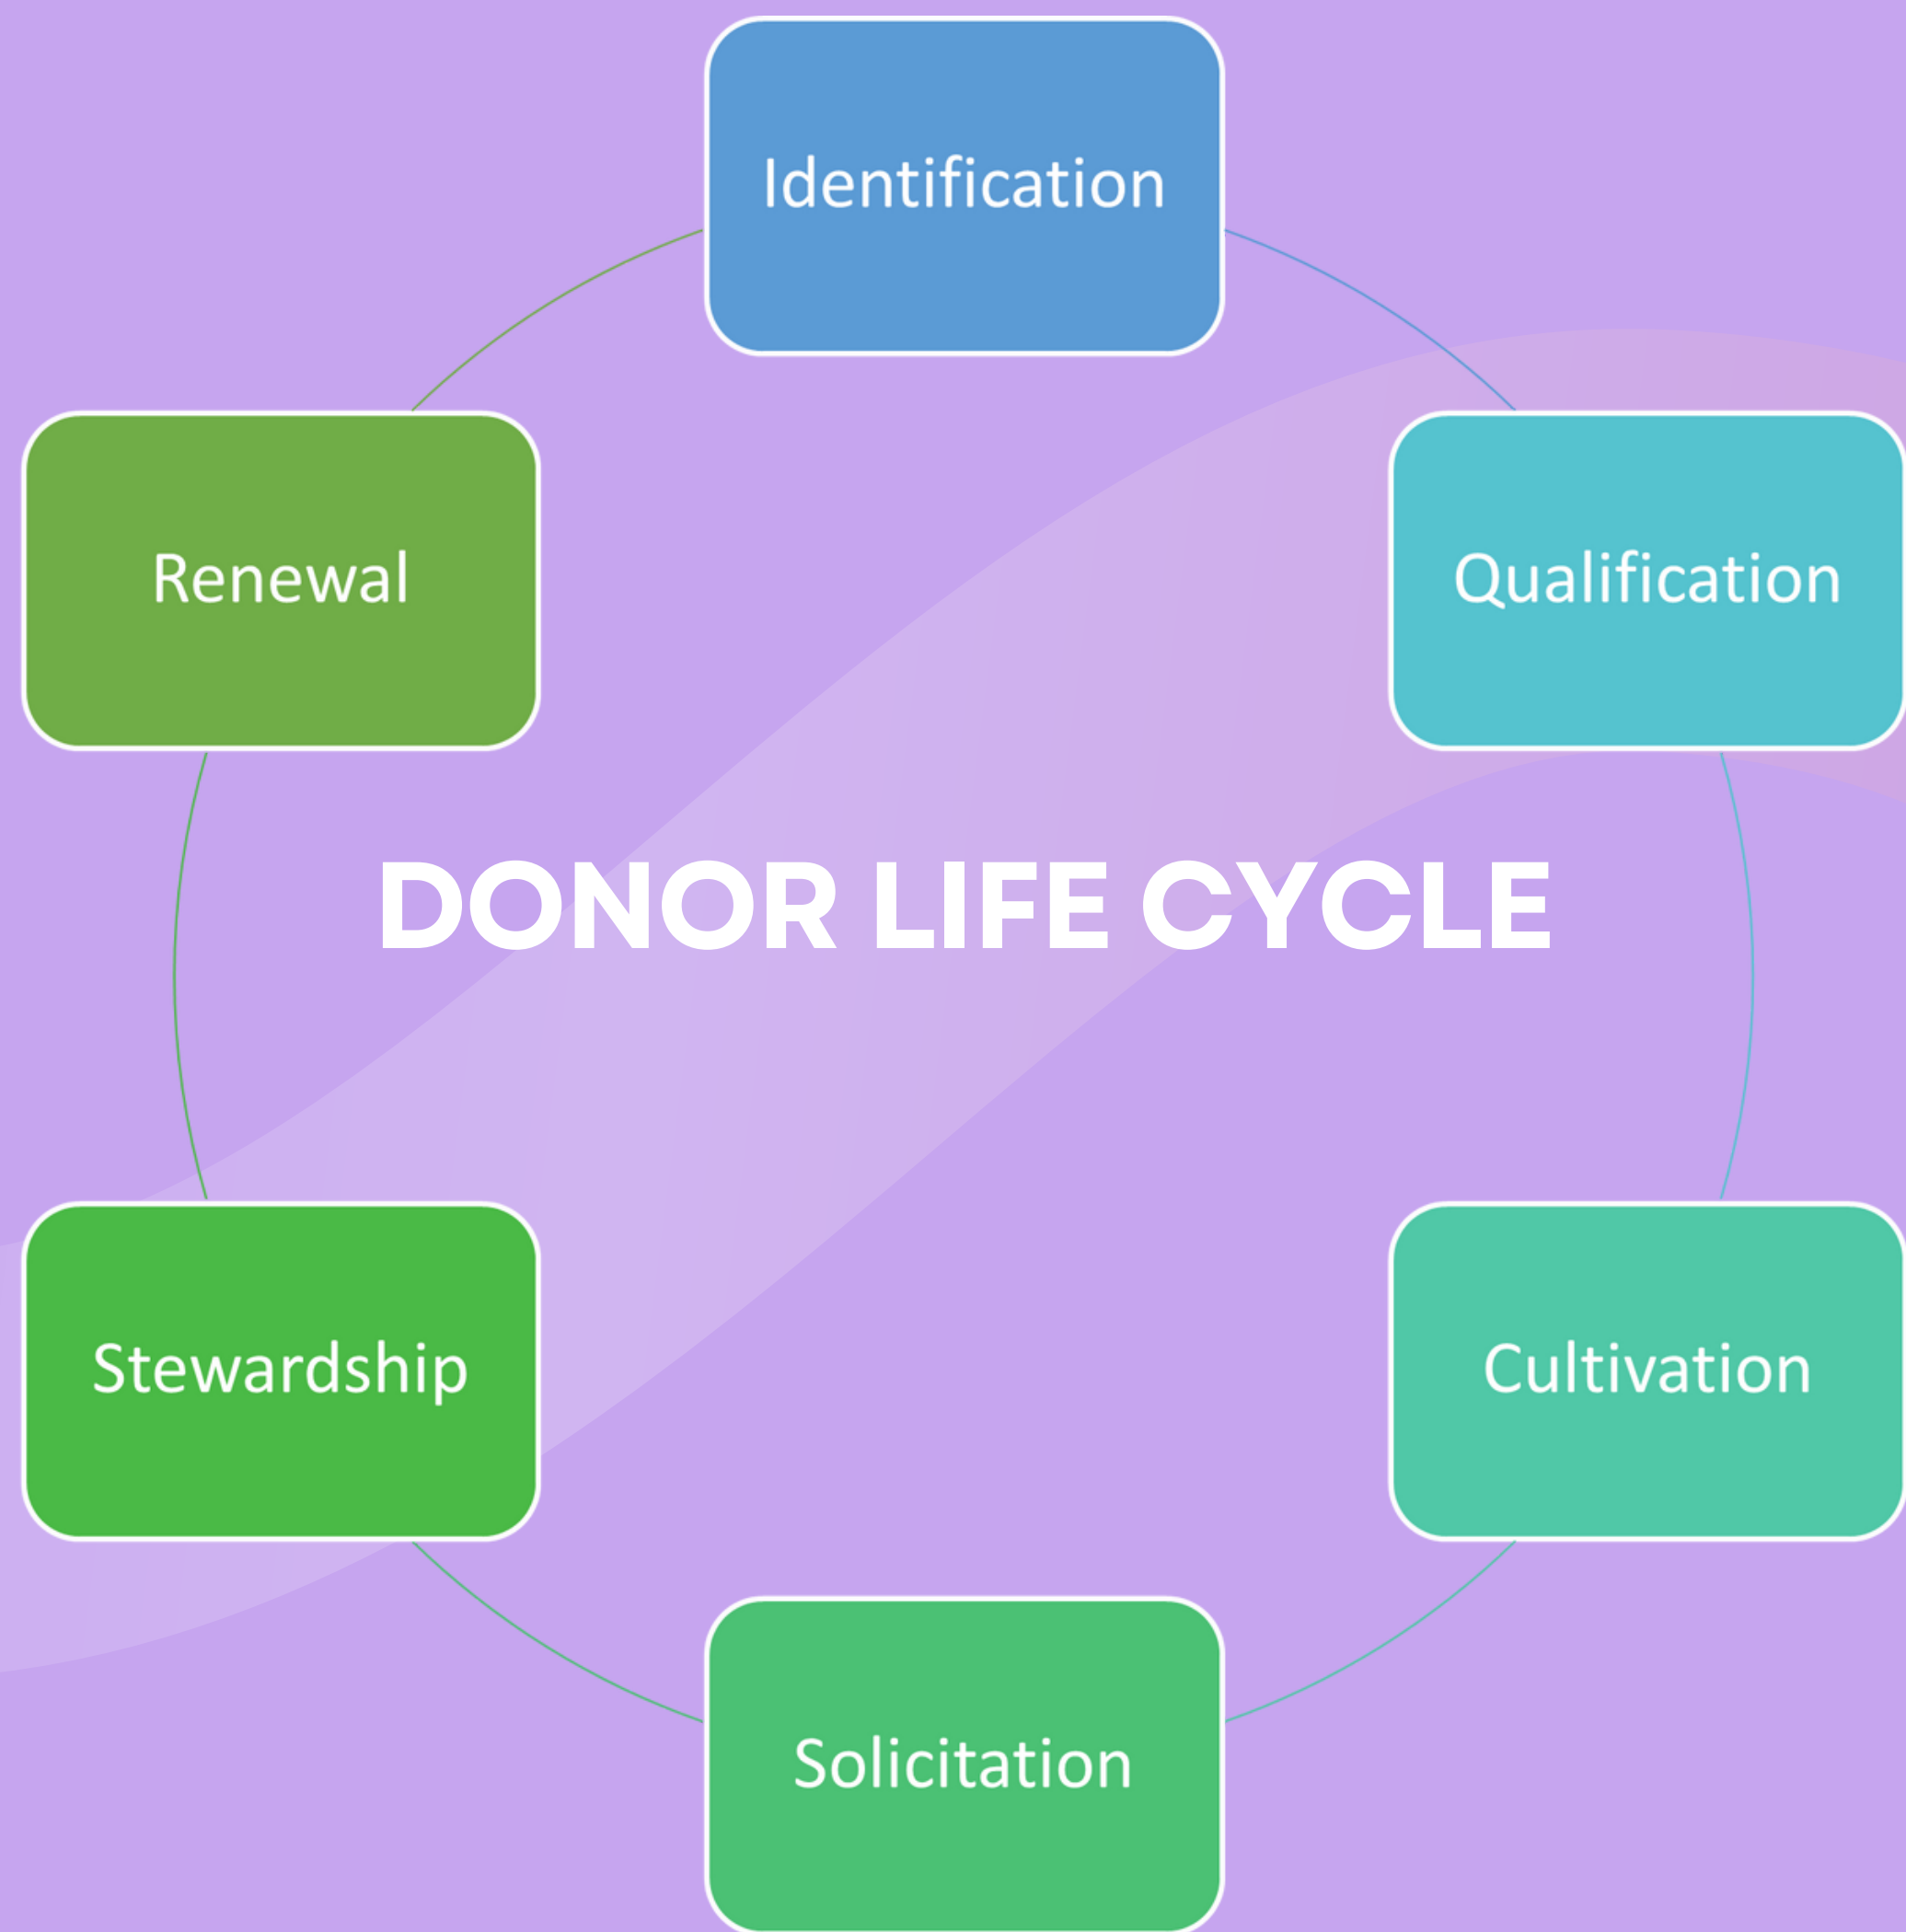 Identification
Qualification
Cultivation
Solicitation
Stewardship
Renewal
DONOR LIFE CYCLE